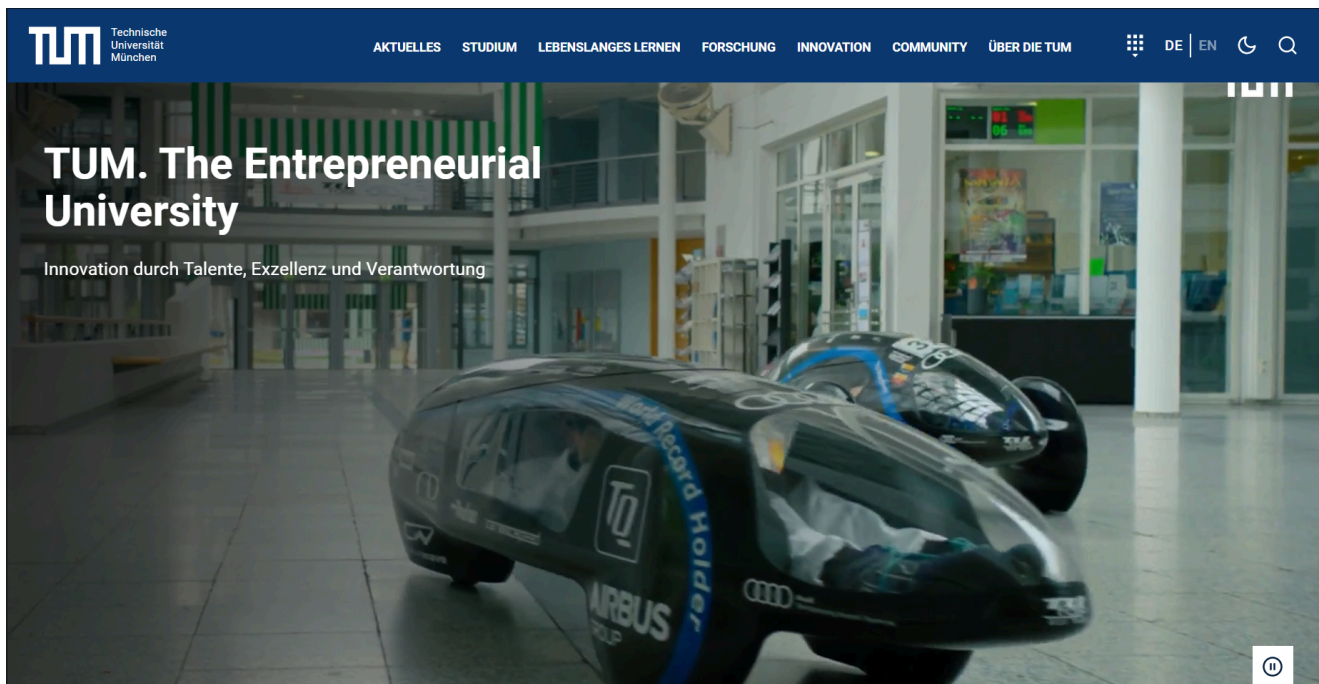 TUM
Technische
Universität
München
AKTUELLES STUDIUM LEBENSLANGES LERNEN FORSCHUNG INNOVATION COMMUNITY ÜBER DIE TUM DE EN
TUM. The Entrepreneurial
University
Innovation durch Talente, Exzellenz und Verantwortung
World Record Holder
TQ
AIRBUS
GROUP